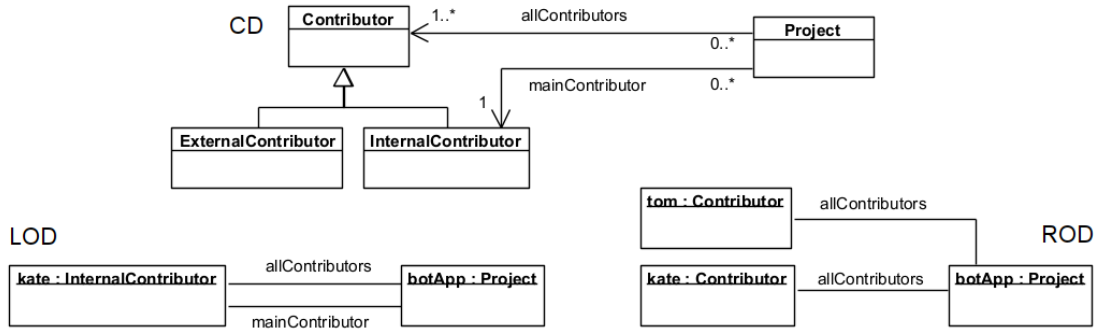 CD
Contributor
1..*
allContributors
0..*
Project
mainContributor
0..*
1
ExternalContributor
InternalContributor
LOD
kate : InternalContributor
allContributors
mainContributor
botApp : Project
ROD
tom : Contributor
allContributors
kate : Contributor
allContributors
botApp : Project